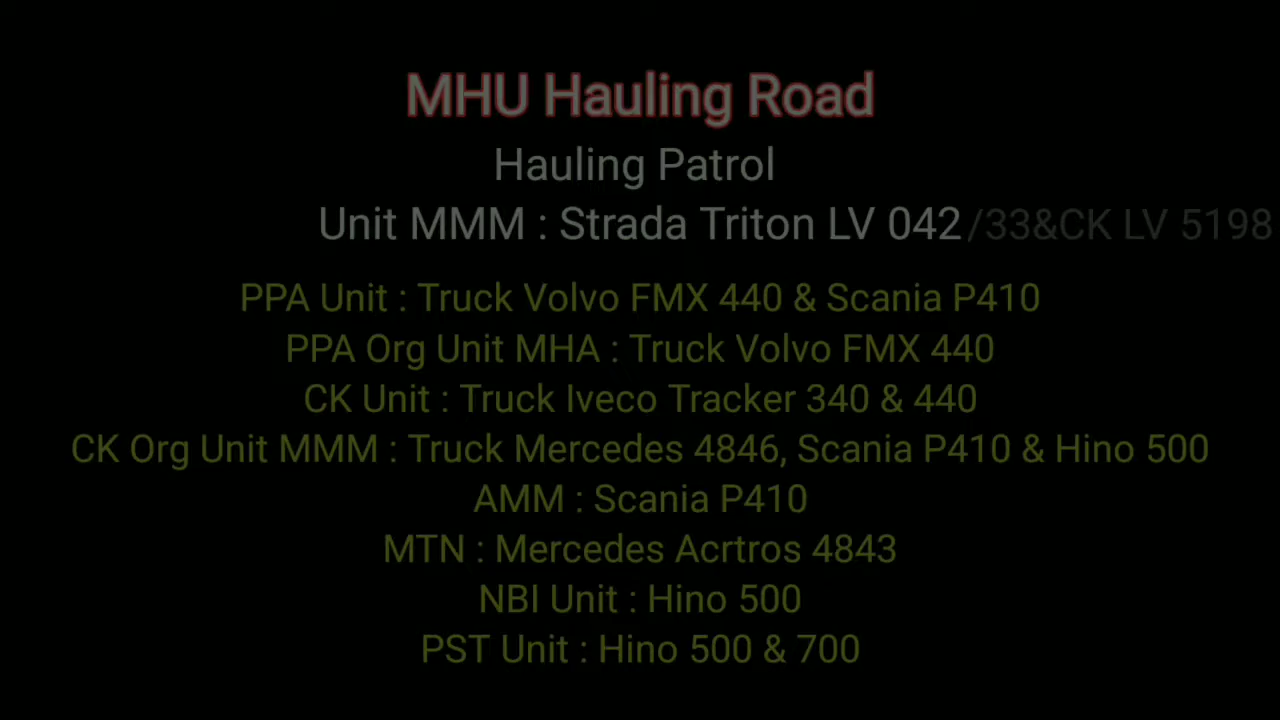 MHU Hauling Road
Hauling Patrol
Unit MMM : Strada Triton LV 042/33&CK LV 5198
PPA Unit : Truck Volvo FMX 440 & Scania P410
PPA Org Unit MHA : Truck Volvo FMX 440
CK Unit : Truck Iveco Tracker 340 & 440
CK Org Unit MMM : Truck Mercedes 4846, Scania P410 & Hino 500
AMM : Scania P410
MTN : Mercedes Acrtros 4843
NBI Unit : Hino 500
PST Unit : Hino 500 & 700